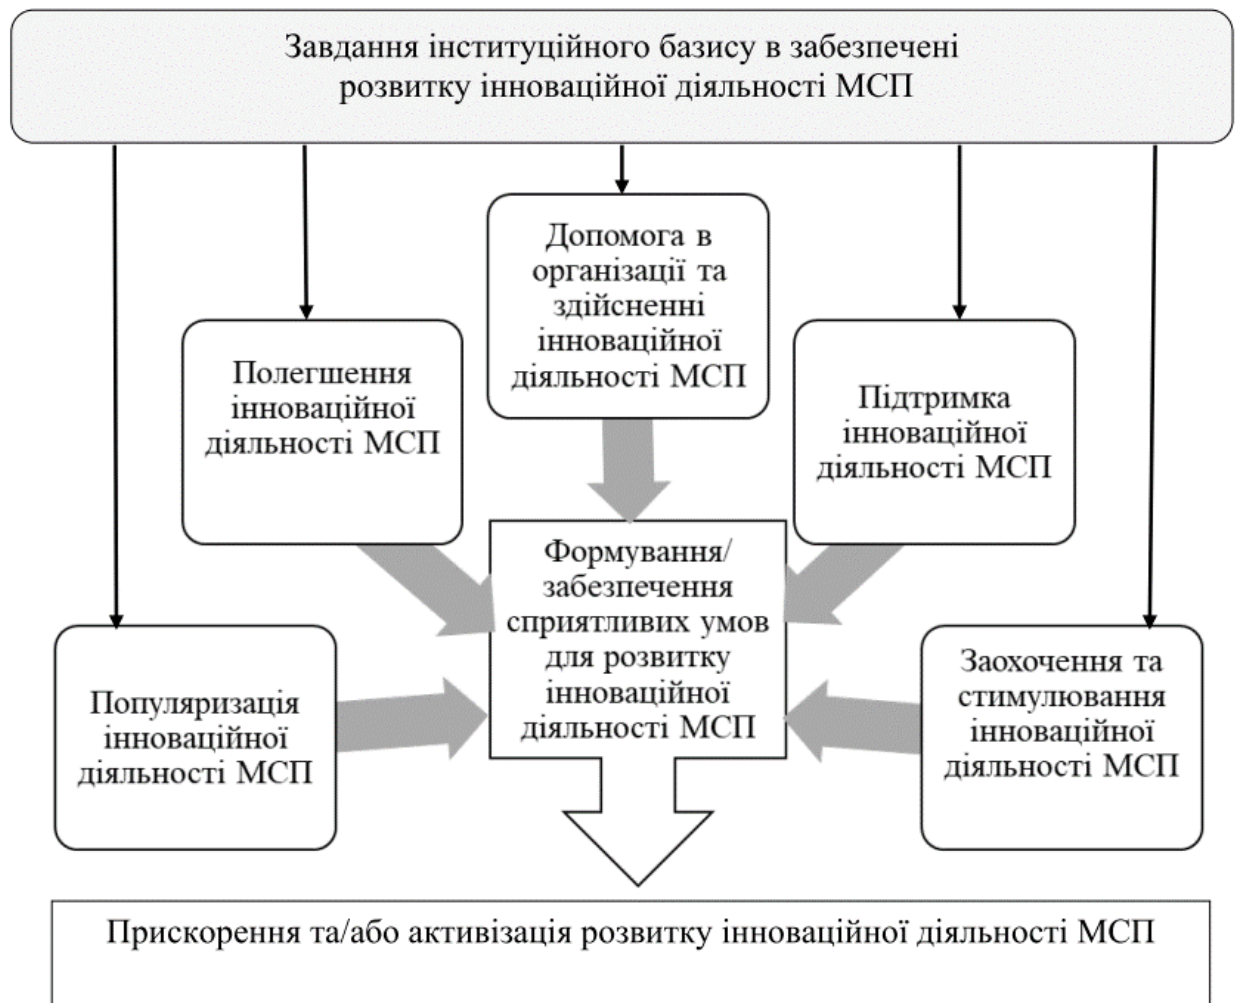 Завдання інституційного базису в забезпечені
розвитку інноваційної діяльності МСП
Допомога в
організації та
здійсненні
інноваційної
діяльності МСП
Полегшення
інноваційної
діяльності МСП
Підтримка
інноваційної
діяльності МСП
Формування/
забезпечення
сприятливих умов
для розвитку
інноваційної
діяльності МСП
Популяризація
інноваційної
діяльності МСП
Заохочення та
стимулювання
інноваційної
діяльності МСП
Прискорення та/або активізація розвитку інноваційної діяльності МСП